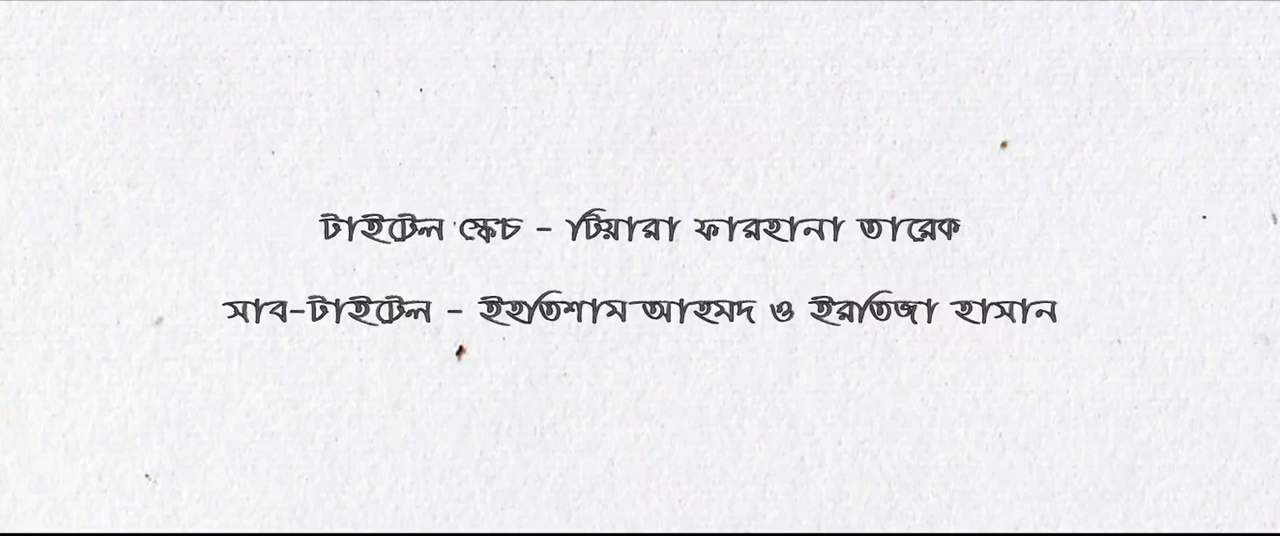 টাইটেল স্কেচ - টিয়ারা ফারহানা তারেক
সাব-টাইটেল - ইহতিশাম আহমদ ও ইরতিজা হাসান